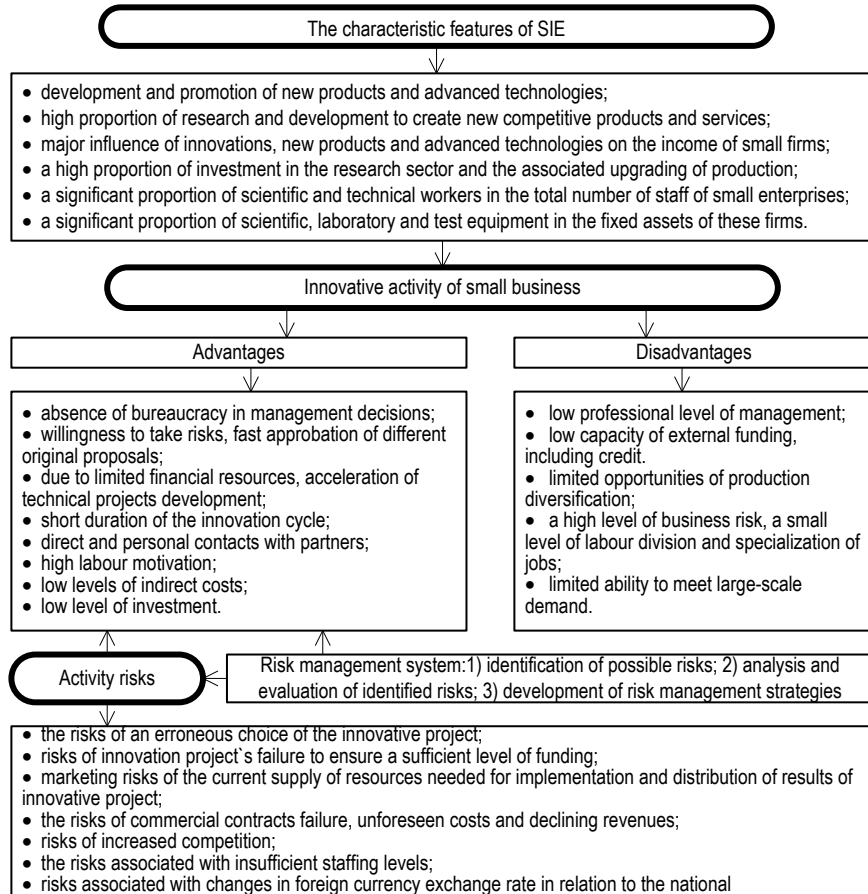 The characteristic features of SIE
• development and promotion of new products and advanced technologies;
• high proportion of research and development to create new competitive products and services;
• major influence of innovations, new products and advanced technologies on the income of small firms;
• a high proportion of investment in the research sector and the associated upgrading of production;
• a significant proportion of scientific and technical workers in the total number of staff of small enterprises;
• a significant proportion of scientific, laboratory and test equipment in the fixed assets of these firms.
Innovative activity of small business
Advantages
Disadvantages
• absence of bureaucracy in management decisions;
• willingness to take risks, fast approbation of different
original proposals;
• due to limited financial resources, acceleration of
technical projects development;
• short duration of the innovation cycle;
• direct and personal contacts with partners;
• high labour motivation;
• low levels of indirect costs;
• low level of investment.
• low professional level of management;
• low capacity of external funding,
including credit.
• limited opportunities of production
diversification;
• a high level of business risk, a small
level of labour division and specialization of
jobs;
• limited ability to meet large-scale
demand.
Activity risks
Risk management system:1) identification of possible risks; 2) analysis and
evaluation of identified risks; 3) development of risk management strategies
• the risks of an erroneous choice of the innovative project;
• risks of innovation project`s failure to ensure a sufficient level of funding;
• marketing risks of the current supply of resources needed for implementation and distribution of results of
innovative project;
• the risks of commercial contracts failure, unforeseen costs and declining revenues;
• risks of increased competition;
• the risks associated with insufficient staffing levels;
• risks associated with changes in foreign currency exchange rate in relation to the national